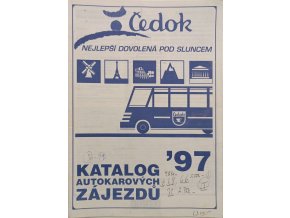 Čedok
NEJLEPŠÍ DOVOLENÁ POD SLUNCEM
KATALOG '97
AUTOKAROVÝCH
ZÁJEZDŮ